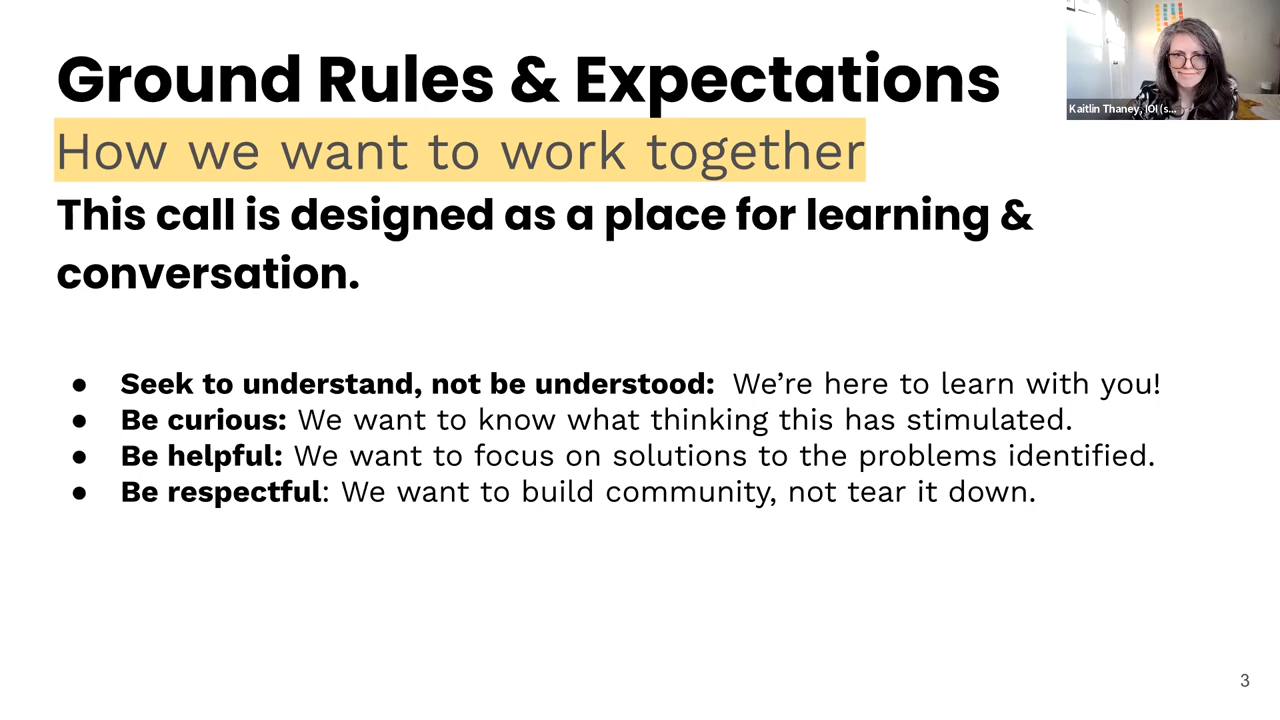 Ground Rules & Expectations
How we want to work together
This call is designed as a place for learning &
conversation.
● Seek to understand, not be understood: We’re here to learn with you!
● Be curious: We want to know what thinking this has stimulated.
● Be helpful: We want to focus on solutions to the problems identified.
● Be respectful: We want to build community, not tear it down.
Kaitlin Thaney, IOI (s...
3